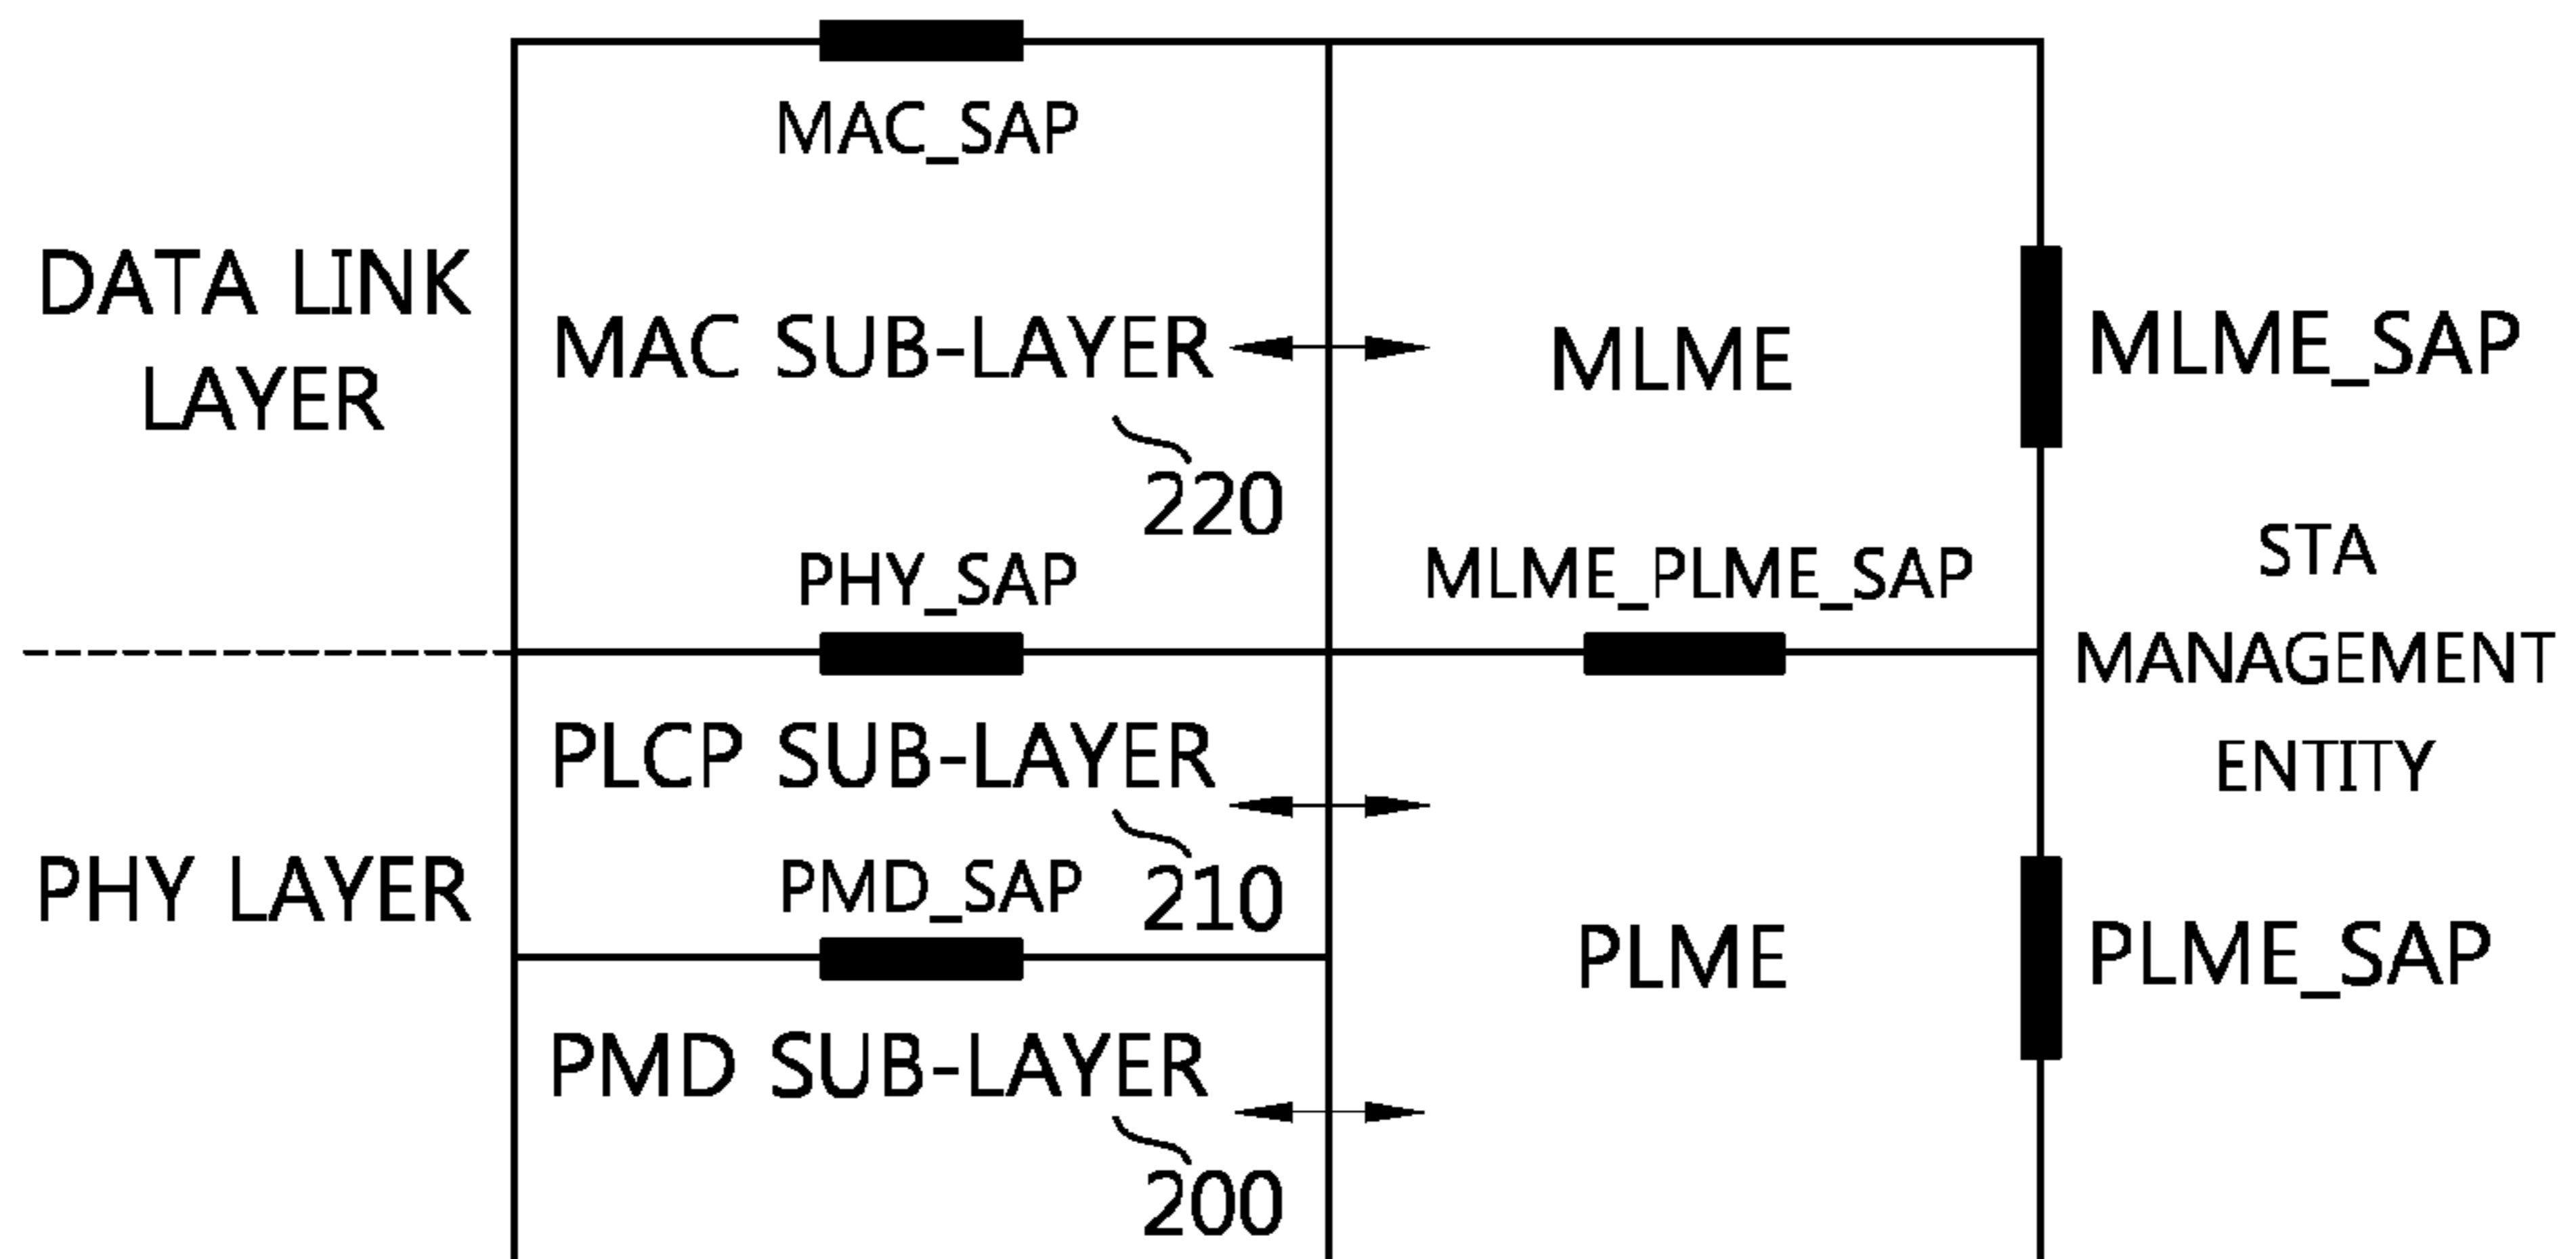 MAC_SAP
DATA LINK
LAYER
MAC SUB-LAYER
220
MLME
MLME_SAP
PHY_SAP
MLME_PLME_SAP
STA
MANAGEMENT
ENTITY
PHY LAYER
PLCP SUB-LAYER
210
PMD_SAP
PLME
PLME_SAP
PMD SUB-LAYER
200